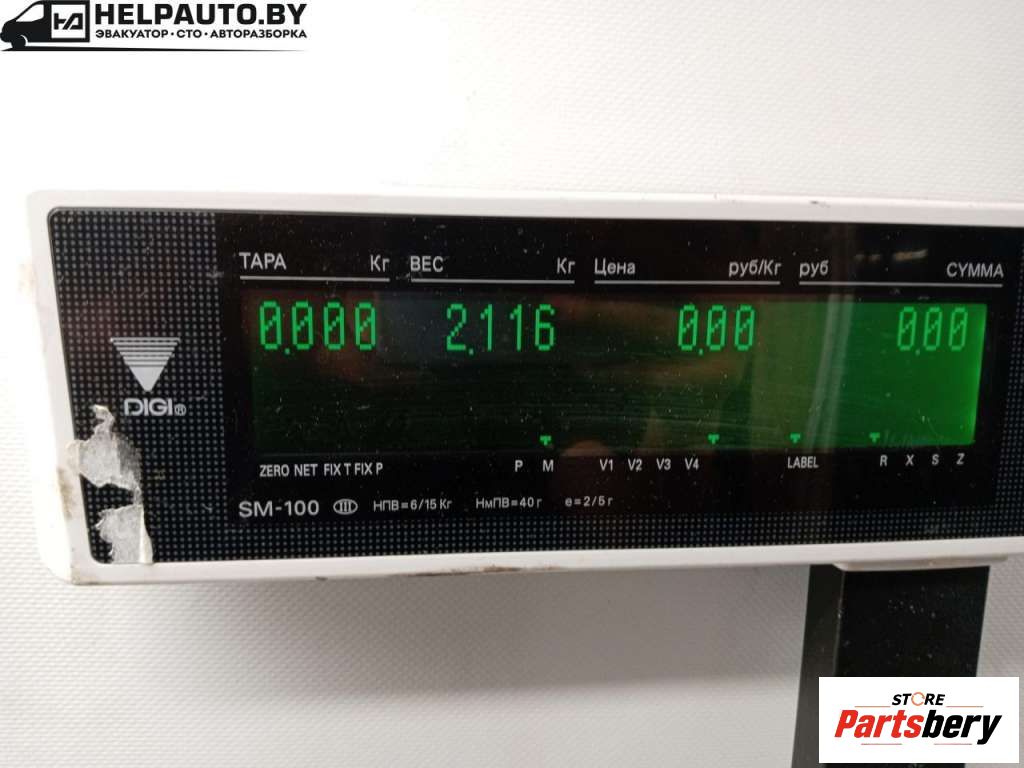 HELPAUTO.BY
ЭВАКУАТОР·СТО·АВТОРАЗБОРКА
ТАРА Кг ВЕС Кг Цена руб/Кг руб СУММА
0.000 2.116 0.00 0.00
DIGI®
ZERO NET FIX T FIX P P M V1 V2 V3 V4 LABEL R X S Z
SM-100 III НПВ=6/15 Кг НмПВ=40 г e=2/5 г
STORE
Partsbery